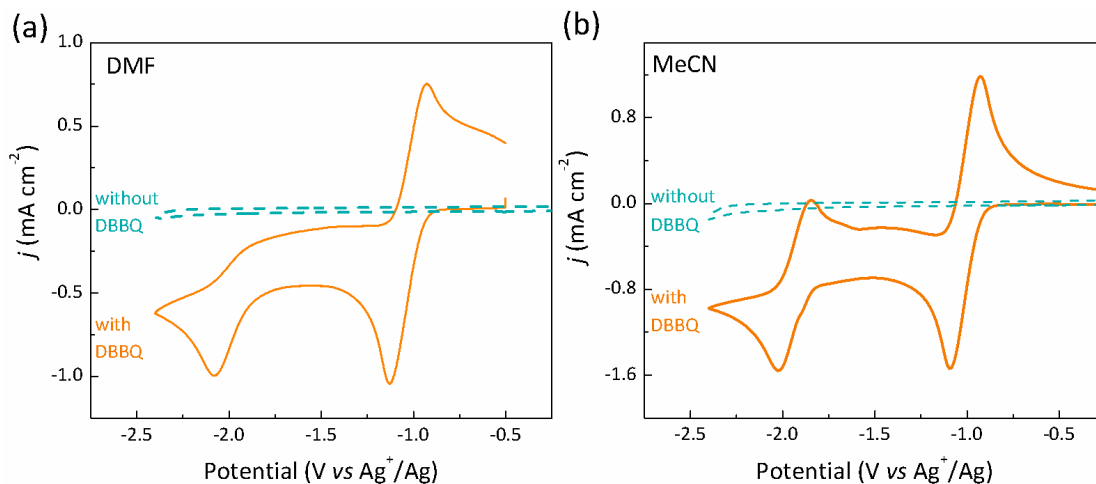 (a)
DMF
1.0
0.5
0.0
-0.5
-1.0
j (mA cm⁻²)
without
DBBQ
with
DBBQ
-2.5 -2.0 -1.5 -1.0 -0.5
Potential (V vs Ag⁺/Ag)
(b)
MeCN
0.8
0.0
-0.8
-1.6
j (mA cm⁻²)
without
DBBQ
with
DBBQ
-2.5 -2.0 -1.5 -1.0 -0.5
Potential (V vs Ag⁺/Ag)